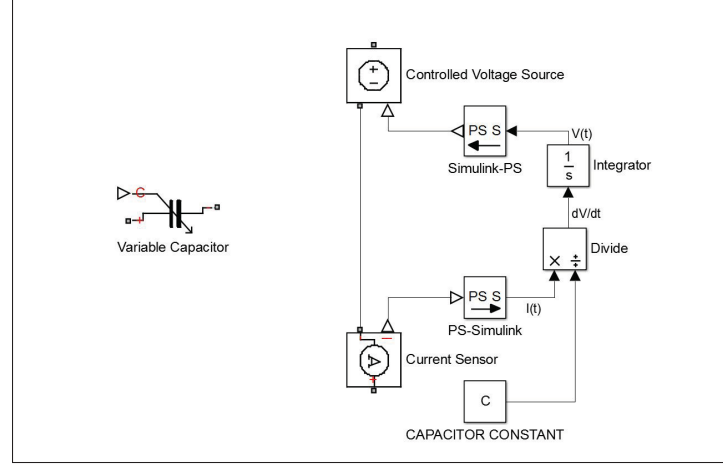 Controlled Voltage Source
PS S
V(t)
Simulink-PS
1
s
Integrator
C
Variable Capacitor
dV/dt
× ÷
Divide
PS S
I(t)
PS-Simulink
A
Current Sensor
C
CAPACITOR CONSTANT